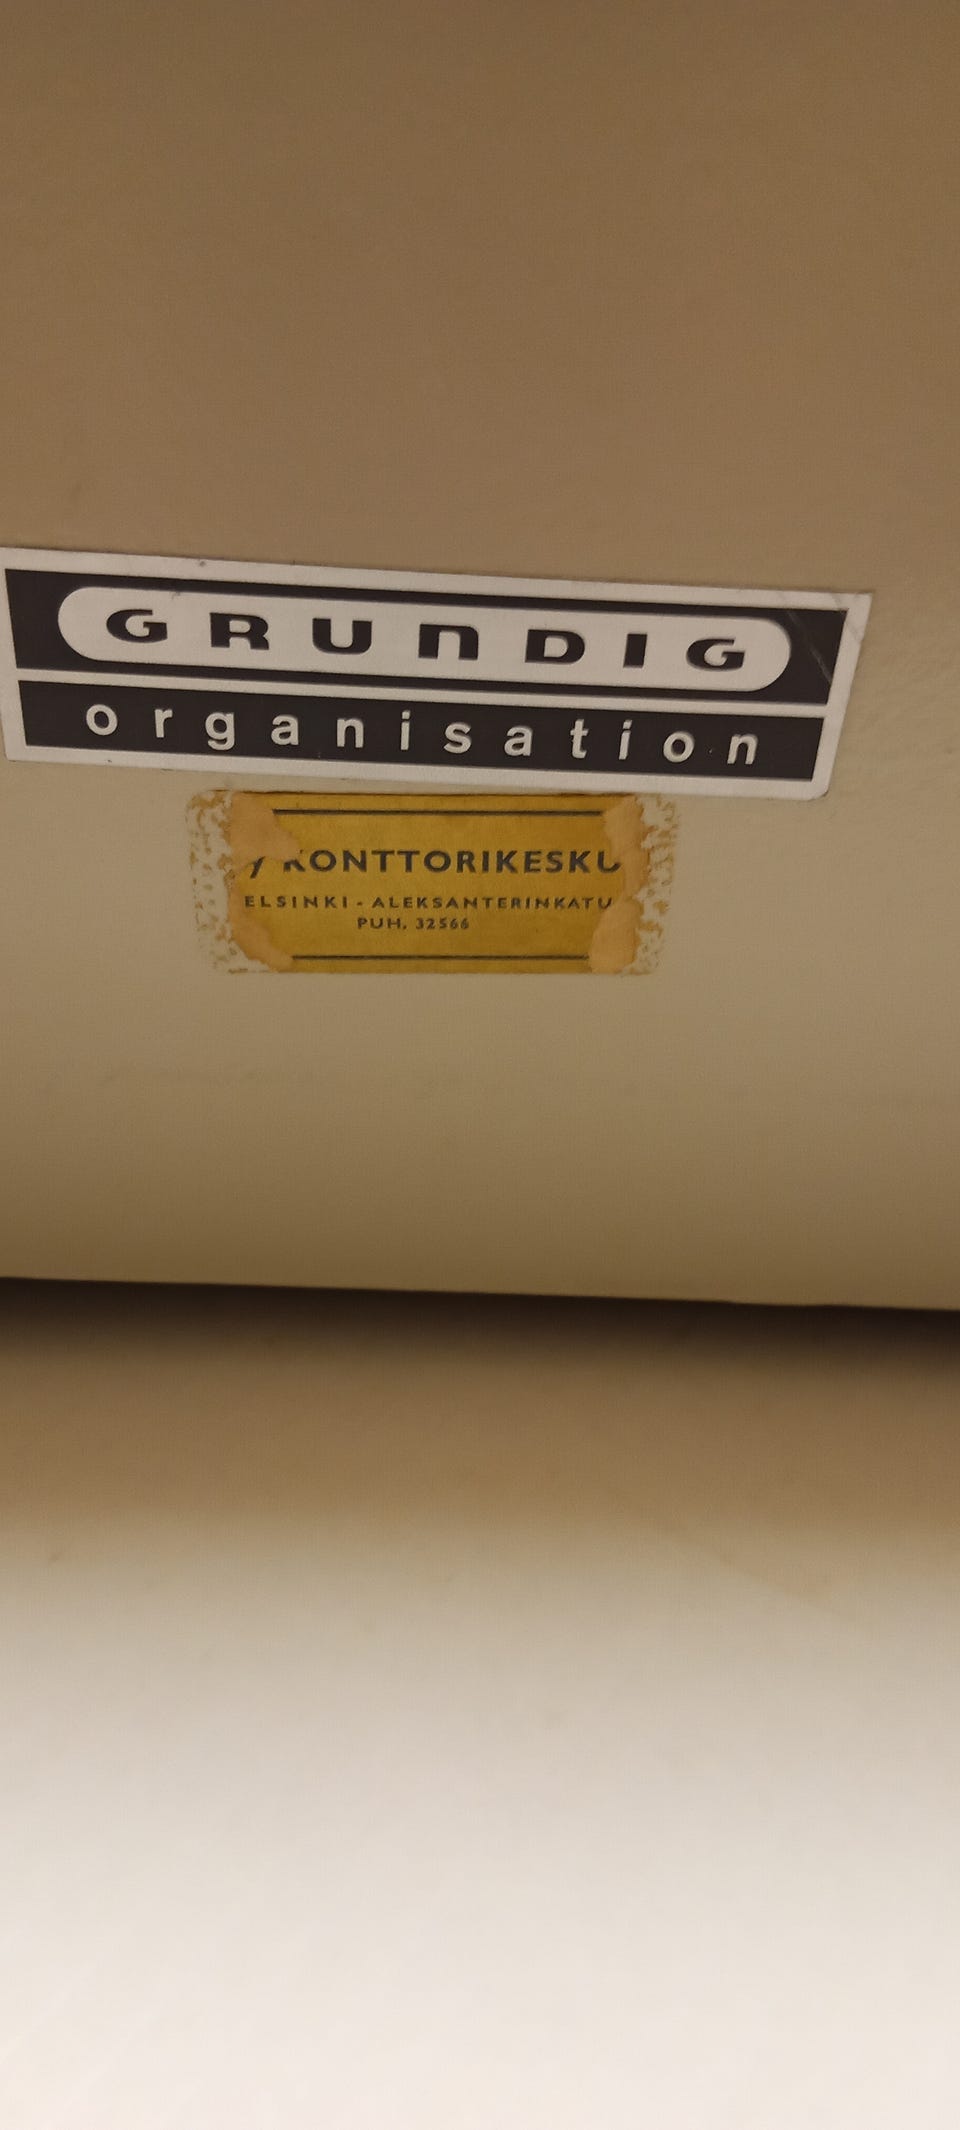 GRUNDIG
organisation
KONTTORIKESKU
ELSINKI - ALEKSANTERINKATU
PUH. 32566